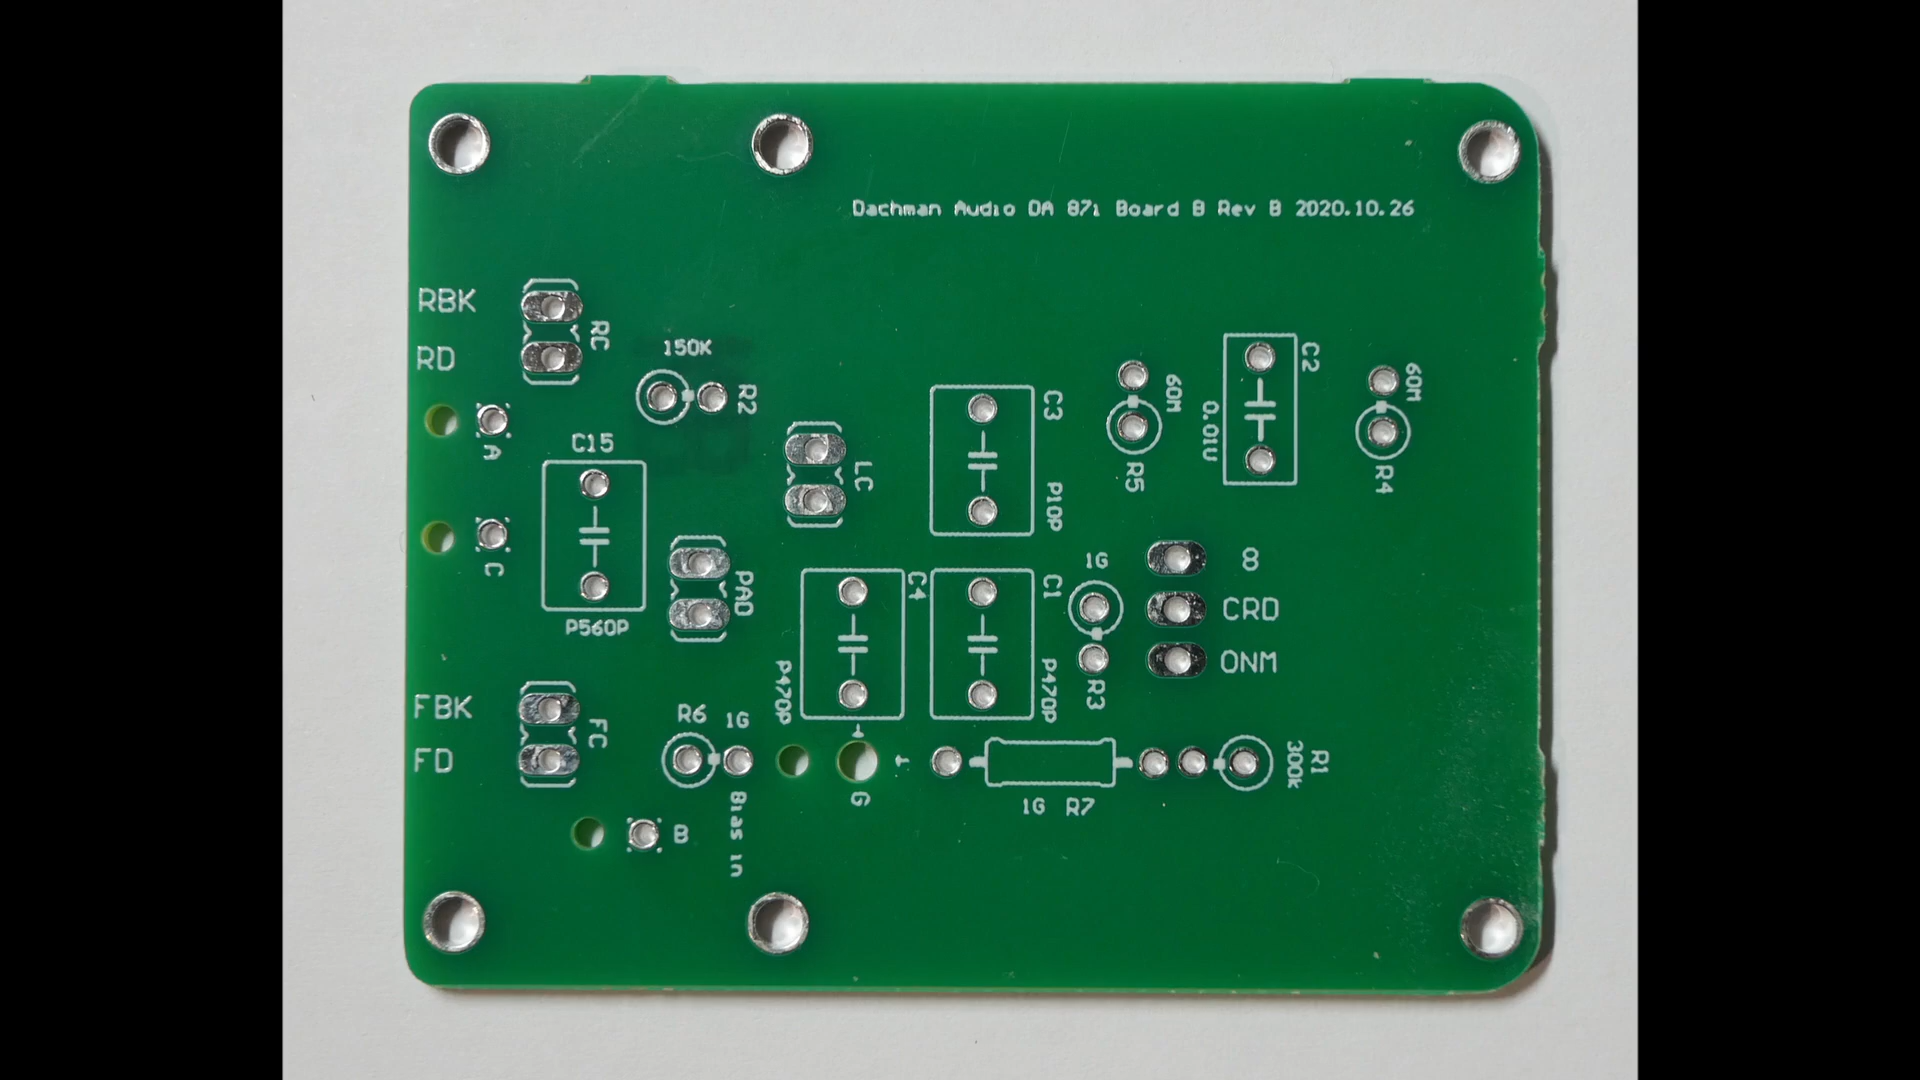 Dachman Audio DA 87i Board B Rev B 2020.10.26
RBK
RD
RC
150K
R2
A
C15
C
P560P
LC
PAD
C3
P10P
60M
R5
C2
0.01U
60M
R4
8
CRD
ONM
1G
R3
C4
P470P
C1
P470P
FBK
FD
FC
R6 1G
Bias in
B
G
1G R7
R1
300k